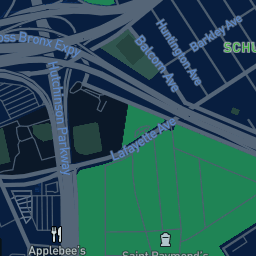 oss Bronx Expy
Huntington Ave
Barkley Ave
Balcom Ave
SCHU
Hutchinson Parkway
Lafayette Ave
Applebee's
Saint Raymond's